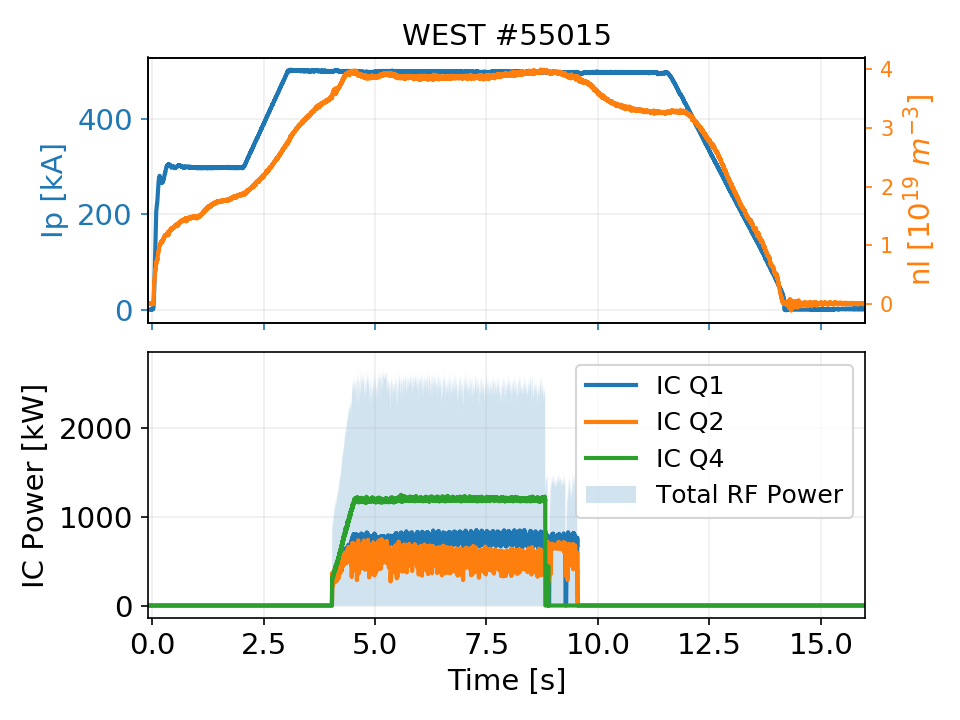 WEST #55015
Ip [kA]
400
200
0
4
3
2
1
0
nl [10^19 m^−3]
IC Power [kW]
2000
1000
0
IC Q1
IC Q2
IC Q4
Total RF Power
0.0 2.5 5.0 7.5 10.0 12.5 15.0
Time [s]